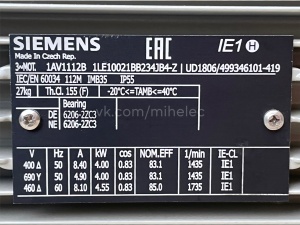 SIEMENS EAC IE1 H
Made in Czech Rep.
3~MOT. 1AV1112B 1LE10021BB234JB4-Z UD1806/499346101-419
IEC/EN 60034 112M IMB35 IP55
27kg Th.Cl. 155 (F) -20°C<=TAMB<=40°C
Bearing
DE 6206-2ZC3
NE 6206-2ZC3
V Hz A kW cos NOM.EFF 1/min IE-CL
400 Δ 50 8.40 4.00 0.83 83.1 1435 IE1
690 Y 50 4.90 4.00 0.83 83.1 1435 IE1
460 Δ 60 8.10 4.55 0.83 85.0 1735 IE1
www.instagram.com/mihelec